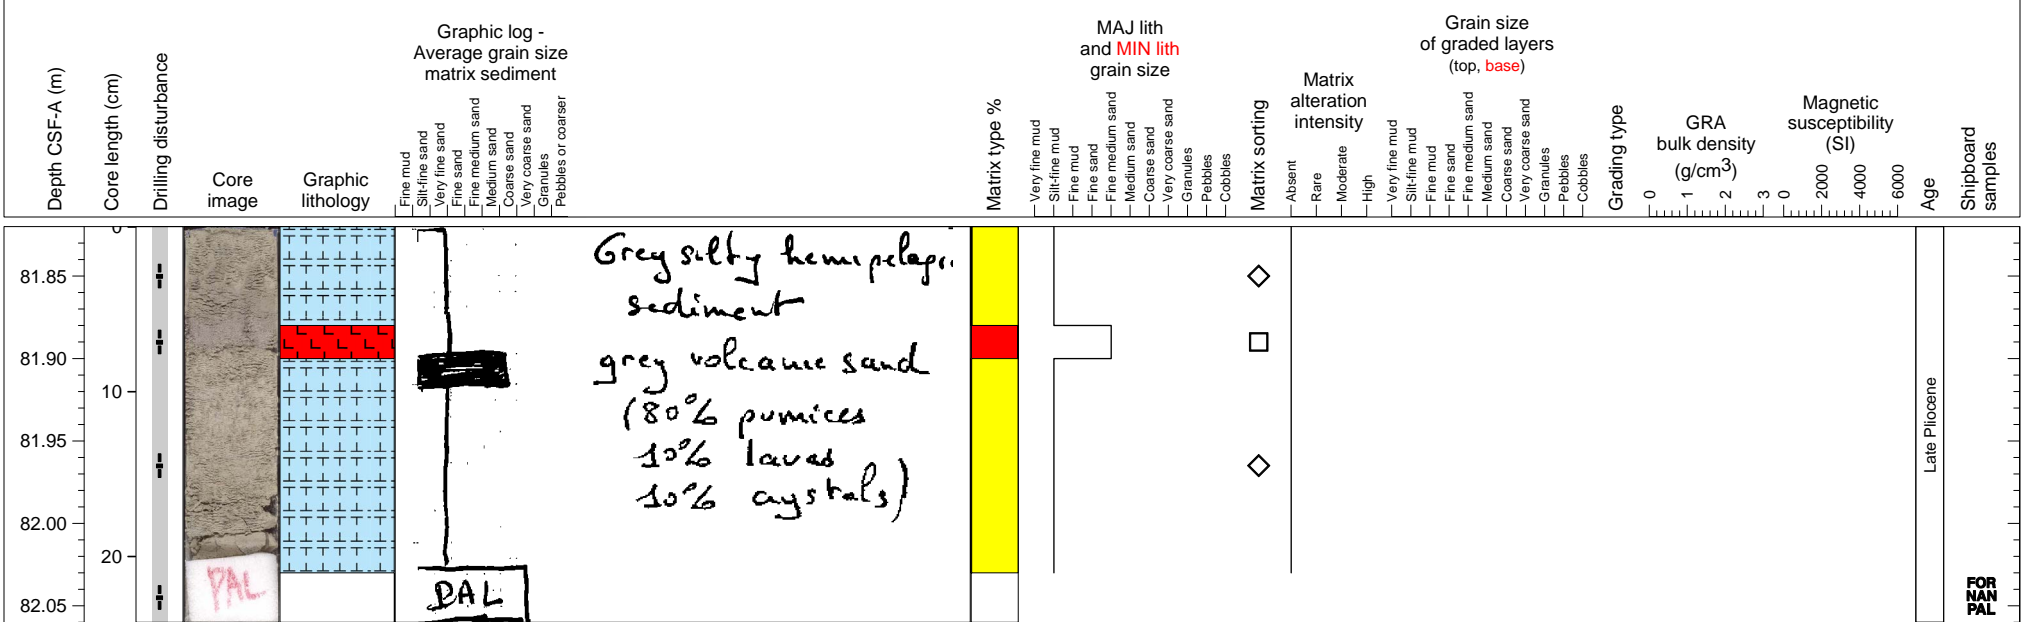 Depth CSF-A (m)
Core length (cm)
Drilling disturbance
Core
image
Graphic
lithology
Graphic log -
Average grain size
matrix sediment
Fine mud
Silt-fine sand
Very fine sand
Fine sand
Fine medium sand
Medium sand
Coarse sand
Very coarse sand
Granules
Pebbles or coarser
Matrix type %
MAJ lith
and MIN lith
grain size
Very fine mud
Silt-fine mud
Fine mud
Fine sand
Fine medium sand
Medium sand
Coarse sand
Very coarse sand
Granules
Pebbles
Cobbles
Matrix sorting
Matrix
alteration
intensity
Absent
Rare
Moderate
High
Grain size
of graded layers
(top, base)
Very fine mud
Silt-fine mud
Fine mud
Fine sand
Fine medium sand
Medium sand
Coarse sand
Very coarse sand
Granules
Pebbles
Cobbles
Grading type
GRA
bulk density
(g/cm3)
0 1 2 3
Magnetic
susceptibility
(SI)
0 2000 4000 6000
Age
Shipboard
samples
0
81.85
81.90
10
81.95
82.00
20
82.05
PAL
Grey silty hemipelagi
sediment
grey volcanic sand
(80% pumices
10% lavas
10% crystals)
PAL
Late Pliocene
FOR
NAN
PAL